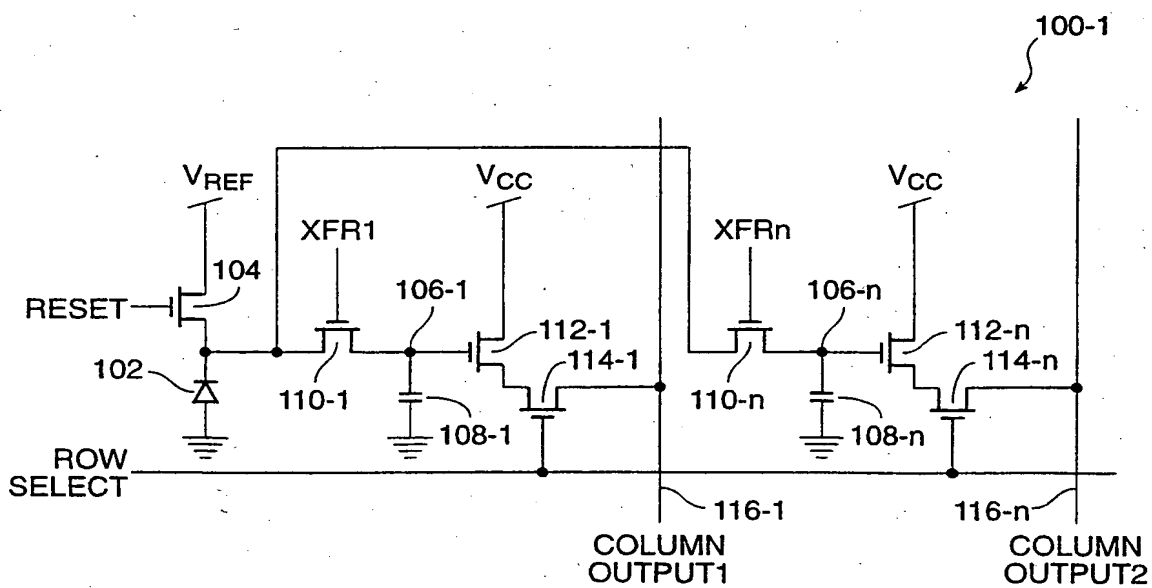 100-1
VREF
VCC
VCC
XFR1
XFRn
104
RESET
106-1
106-n
112-1
112-n
114-1
114-n
102
110-1
110-n
108-1
108-n
ROW
SELECT
116-1
116-n
COLUMN
OUTPUT1
COLUMN
OUTPUT2